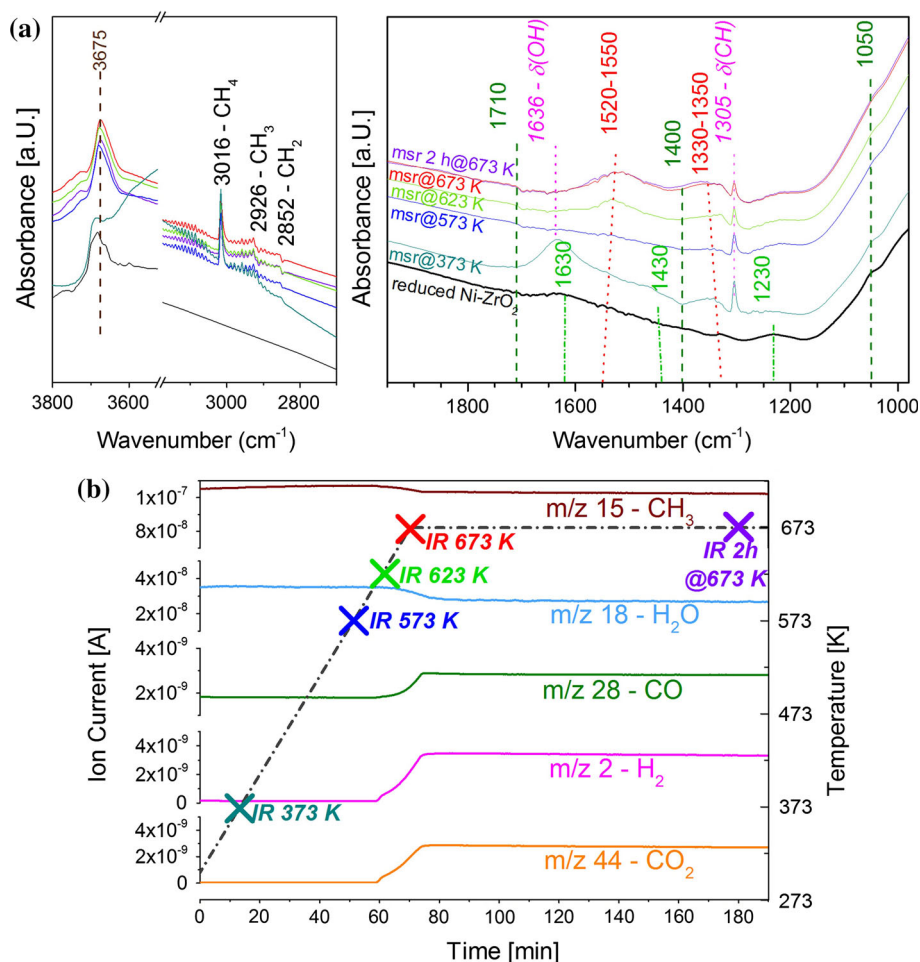 (a)
3675
3016 - CH4
2926 - CH3
2852 - CH2
Absorbance [a.U.]
3800
3600
3000
2800
Wavenumber (cm-1)
1710
1636 - δ(OH)
1520-1550
1400
1330-1350
1305 - δ(CH)
1050
msr 2 h@673 K
msr@673 K
msr@623 K
msr@573 K
msr@373 K
reduced Ni-ZrO2
1630
1430
1230
Absorbance [a.U.]
1800
1600
1400
1200
1000
Wavenumber (cm-1)
(b)
1x10-7
8x10-8
m/z 15 - CH3
673
IR 673 K
IR 2h
@673 K
4x10-8
IR 623 K
2x10-8
IR 573 K
m/z 18 - H2O
573
4x10-9
2x10-9
m/z 28 - CO
473
4x10-9
2x10-9
0
m/z 2 - H2
IR 373 K
373
4x10-9
2x10-9
0
m/z 44 - CO2
273
Ion Current [A]
Temperature [K]
0
20
40
60
80
100
120
140
160
180
Time [min]